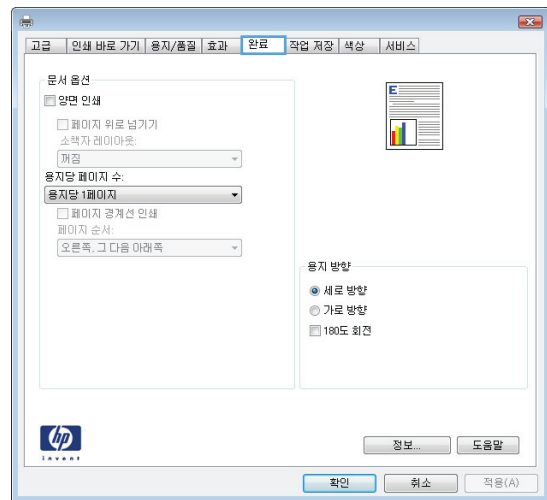 고급 인쇄 바로 가기 용지/품질 효과 완료 작업 저장 색상 서비스
문서 옵션
양면 인쇄
페이지 위로 넘기기
소책자 레이아웃:
꺼짐
용지당 페이지 수:
용지당 1페이지
페이지 경계선 인쇄
페이지 순서:
오른쪽, 그 다음 아래쪽
E
용지 방향
세로 방향
가로 방향
180도 회전
hp
invent
정보... 도움말
확인 취소 적용(A)